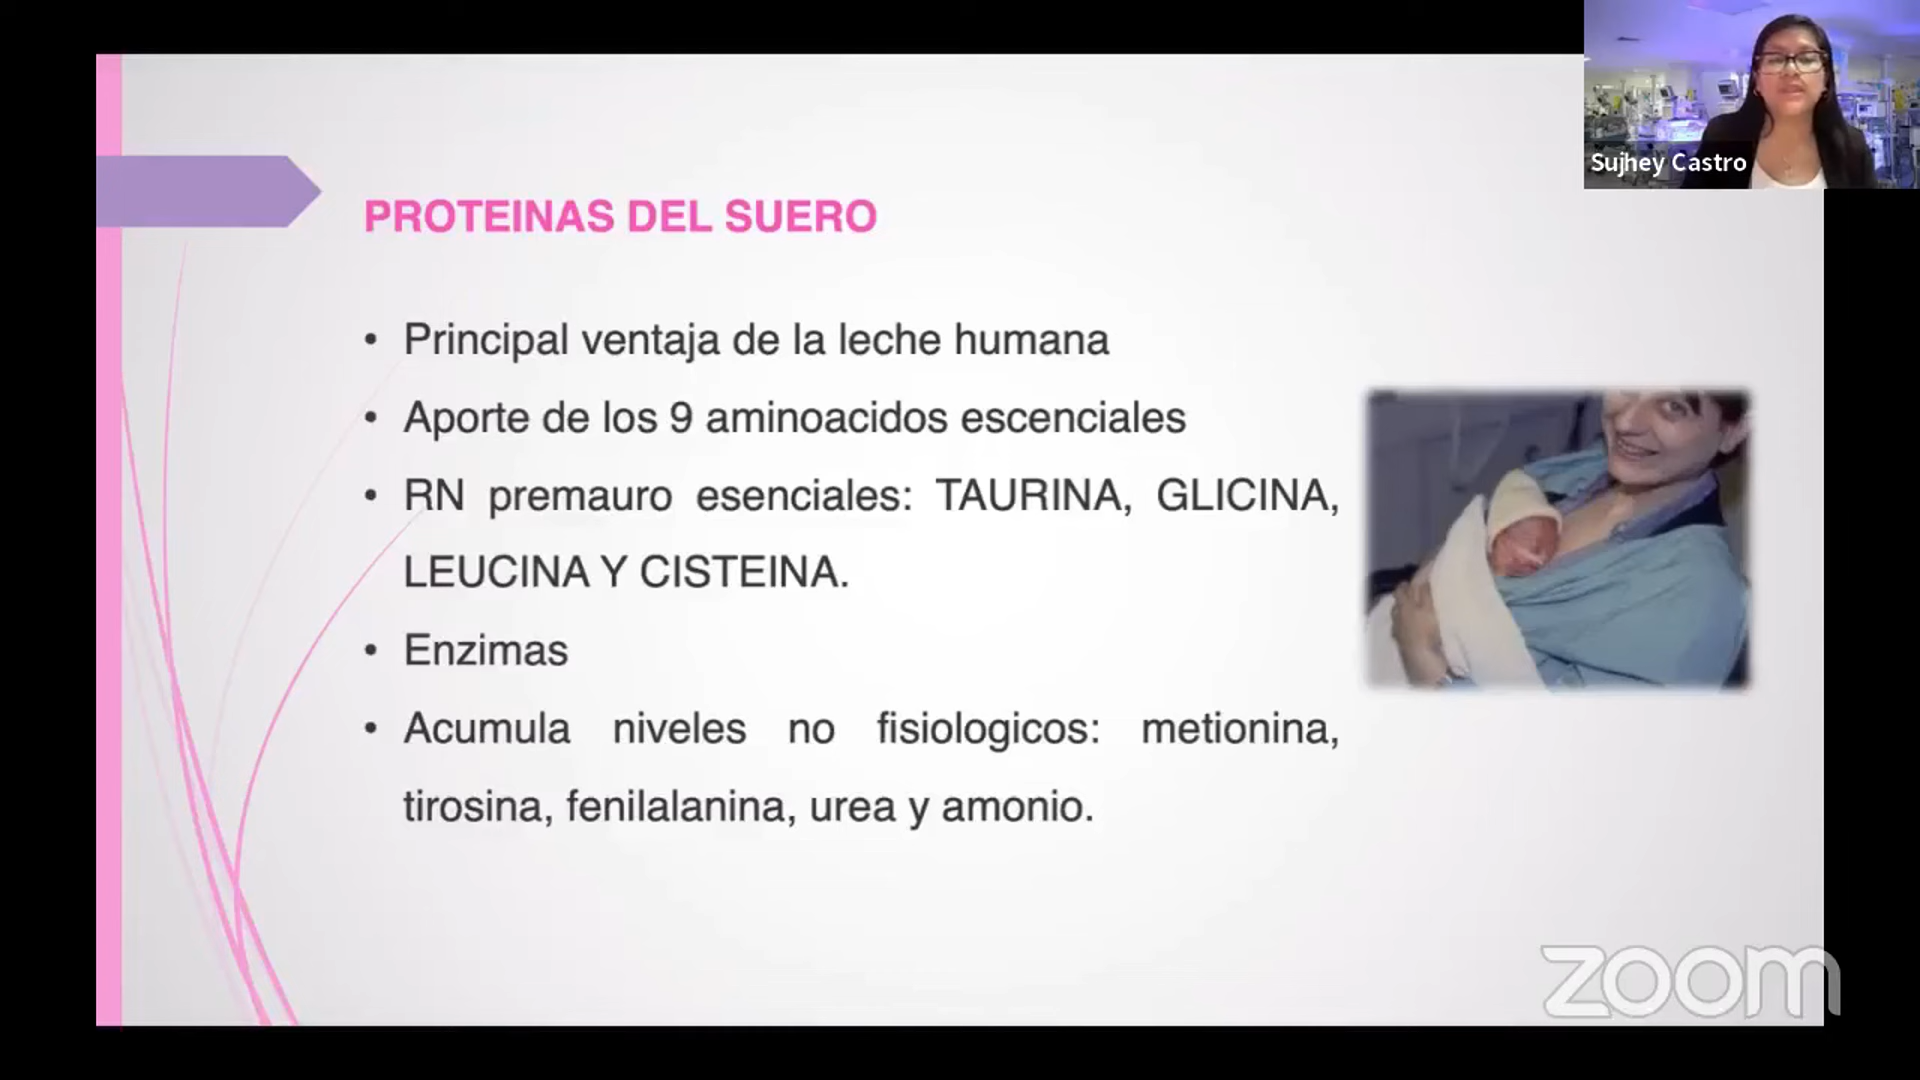 Sujhey Castro
PROTEINAS DEL SUERO
• Principal ventaja de la leche humana
• Aporte de los 9 aminoacidos escenciales
• RN premauro esenciales: TAURINA, GLICINA,
LEUCINA Y CISTEINA.
• Enzimas
• Acumula niveles no fisiologicos: metionina,
tirosina, fenilalanina, urea y amonio.
zoom